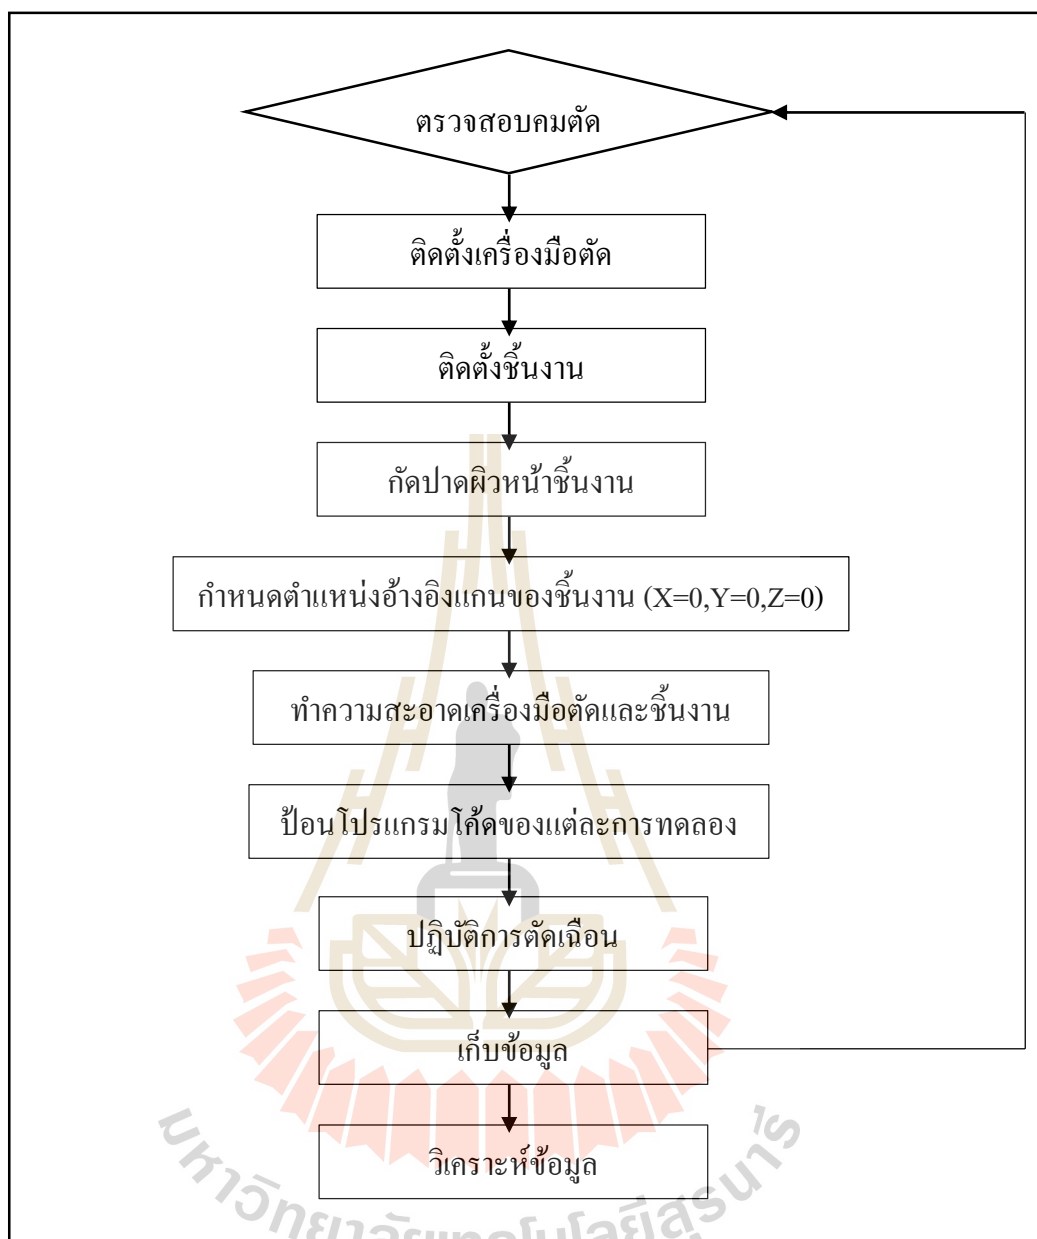 ตรวจสอบคมตัด
ติดตั้งเครื่องมือตัด
ติดตั้งชิ้นงาน
กัดปาดผิวหน้าชิ้นงาน
กำหนดตำแหน่งอ้างอิงแกนของชิ้นงาน (X=0,Y=0,Z=0)
ทำความสะอาดเครื่องมือตัดและชิ้นงาน
ป้อนโปรแกรมโค้ดของแต่ละการทดลอง
ปฏิบัติการตัดเฉือน
เก็บข้อมูล
วิเคราะห์ข้อมูล
มหาวิทยาลัยเทคโนโลยีสุรนารี